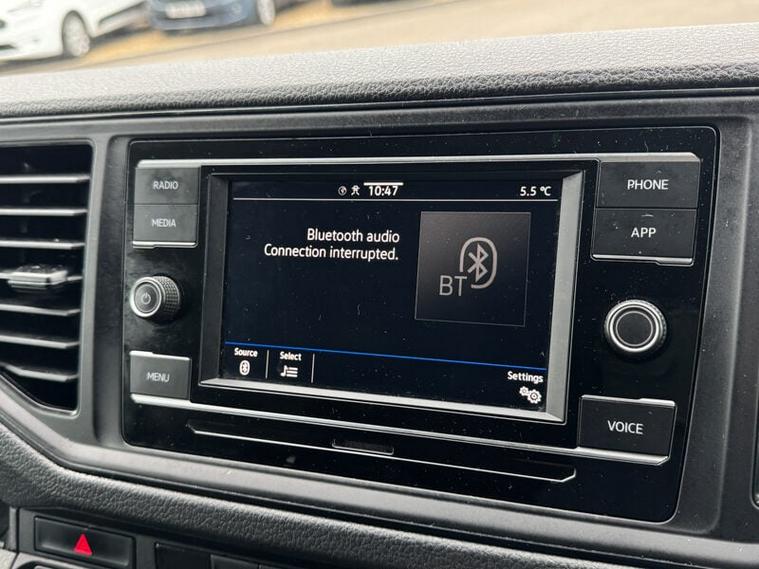 RADIO
MEDIA
MENU
10:47
5.5 °C
Bluetooth audio
Connection interrupted.
BT
Source
Select
Settings
PHONE
APP
VOICE